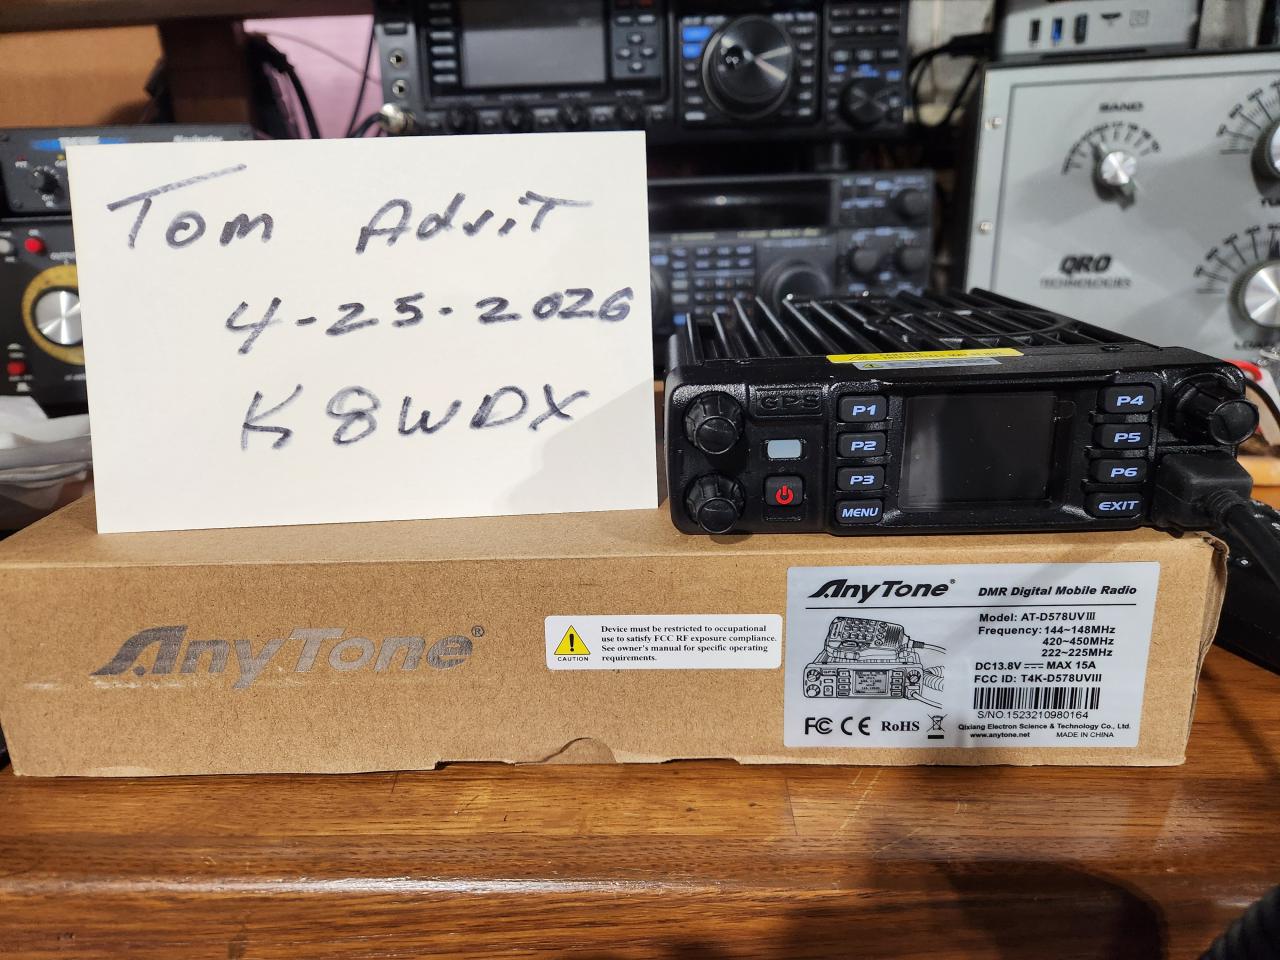 Tom Advit
4-25-2026
K8WDX
BAND
QRO
TECHNOLOGIES
GPS
P1
P2
P3
MENU
P4
P5
P6
EXIT
AnyTone®
CAUTION
Device must be restricted to occupational
use to satisfy FCC RF exposure compliance.
See owner's manual for specific operating
requirements.
AnyTone® DMR Digital Mobile Radio
Model: AT-D578UVIII
Frequency: 144~148MHz
420~450MHz
222~225MHz
DC13.8V MAX 15A
FCC ID: T4K-D578UVIII
S/NO.1523210980164
FC CE RoHS
Qixiang Electron Science & Technology Co., Ltd.
www.anytone.net MADE IN CHINA